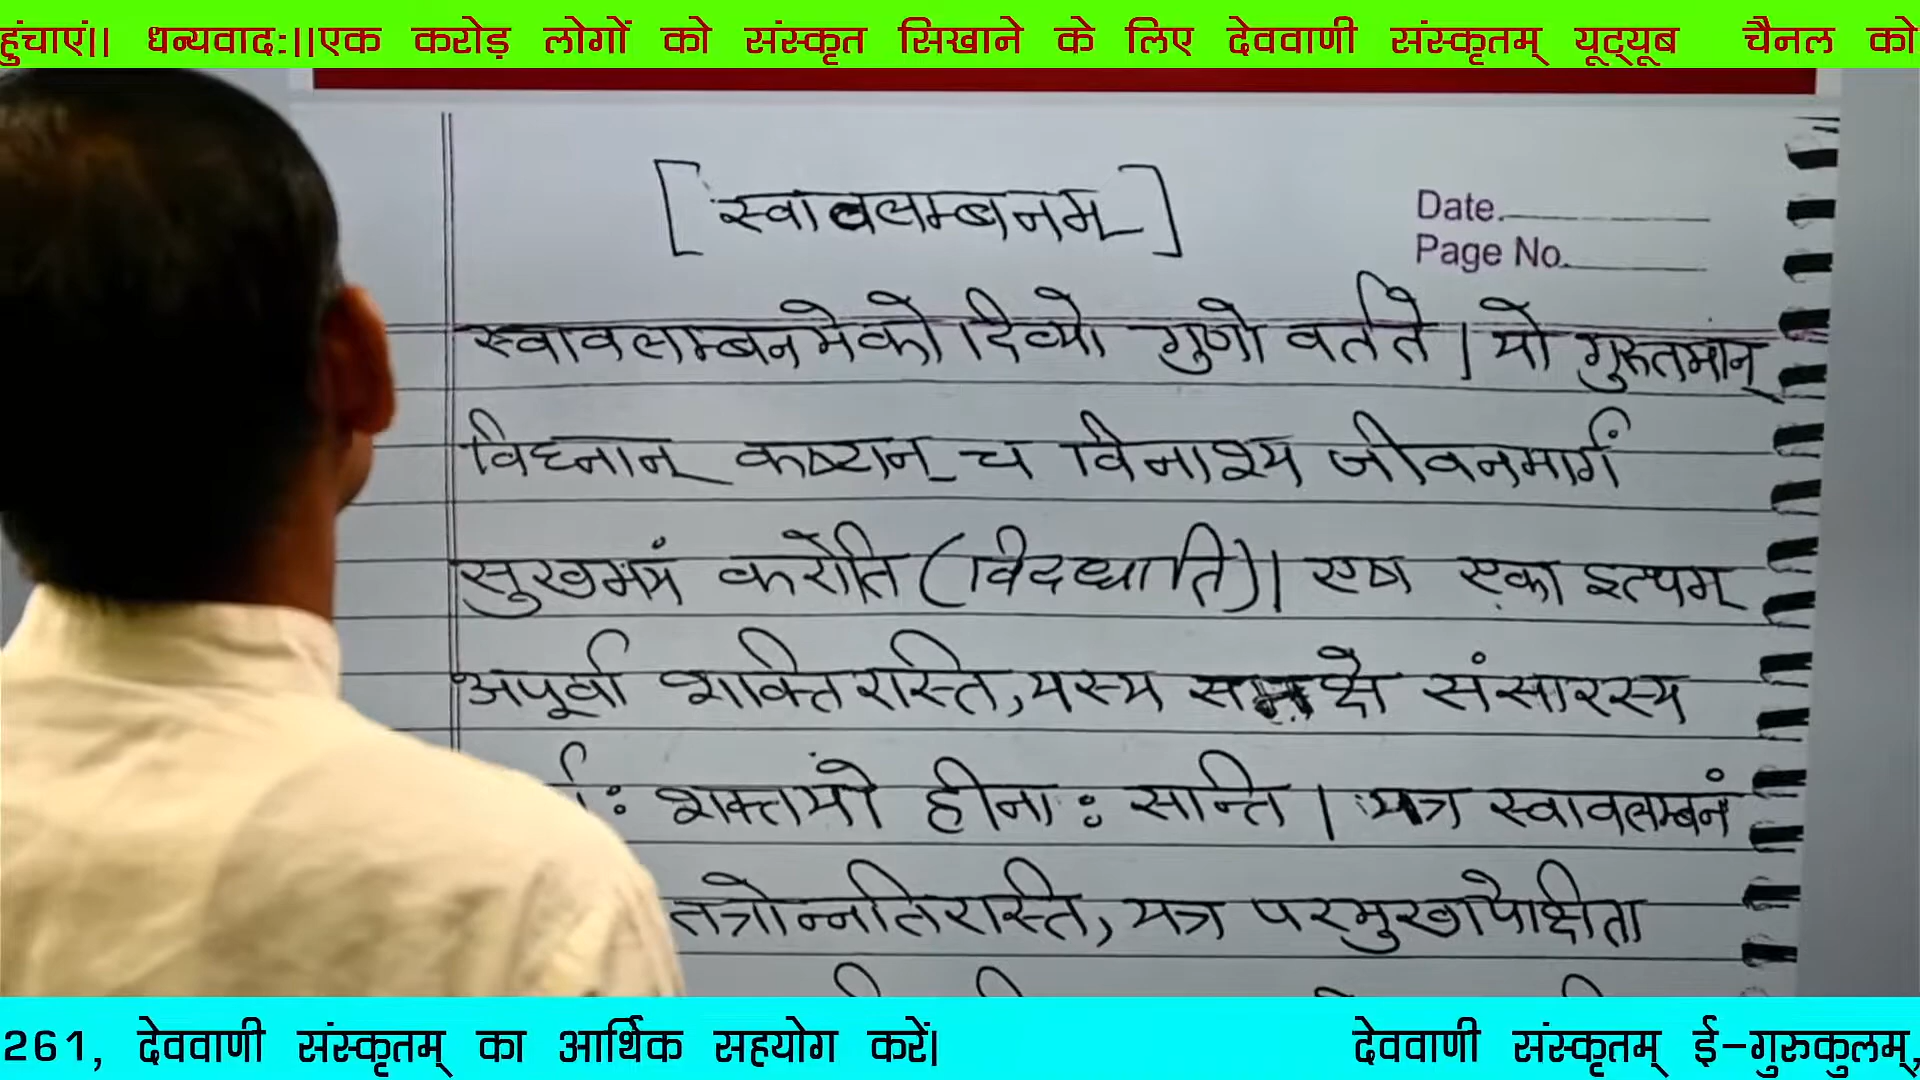 हुंचाएं|| धन्यवाद:||एक करोड़ लोगों को संस्कृत सिखाने के लिए देववाणी संस्कृतम् यूट्यूब चैनल को
[स्वावलम्बनम्]
Date.
Page No.
स्वावलम्बनमेको दिव्यो गुणो वर्तते | यो गुरुतमान्
विघ्नान् कष्टान् च विनाश्य जीवनमार्गं
सुखमयं करोति (विदधाति)| एषा एका इत्थम्
अपूर्वा शक्तिरस्ति, यस्य समक्षे संसारस्य
शक्तयो हीना: सन्ति | यत्र स्वावलम्बनं
तत्रोन्नतिरस्ति, यत्र परमुखापेक्षिता
261, देववाणी संस्कृतम् का आर्थिक सहयोग करें| देववाणी संस्कृतम् ई-गुरुकुलम्,